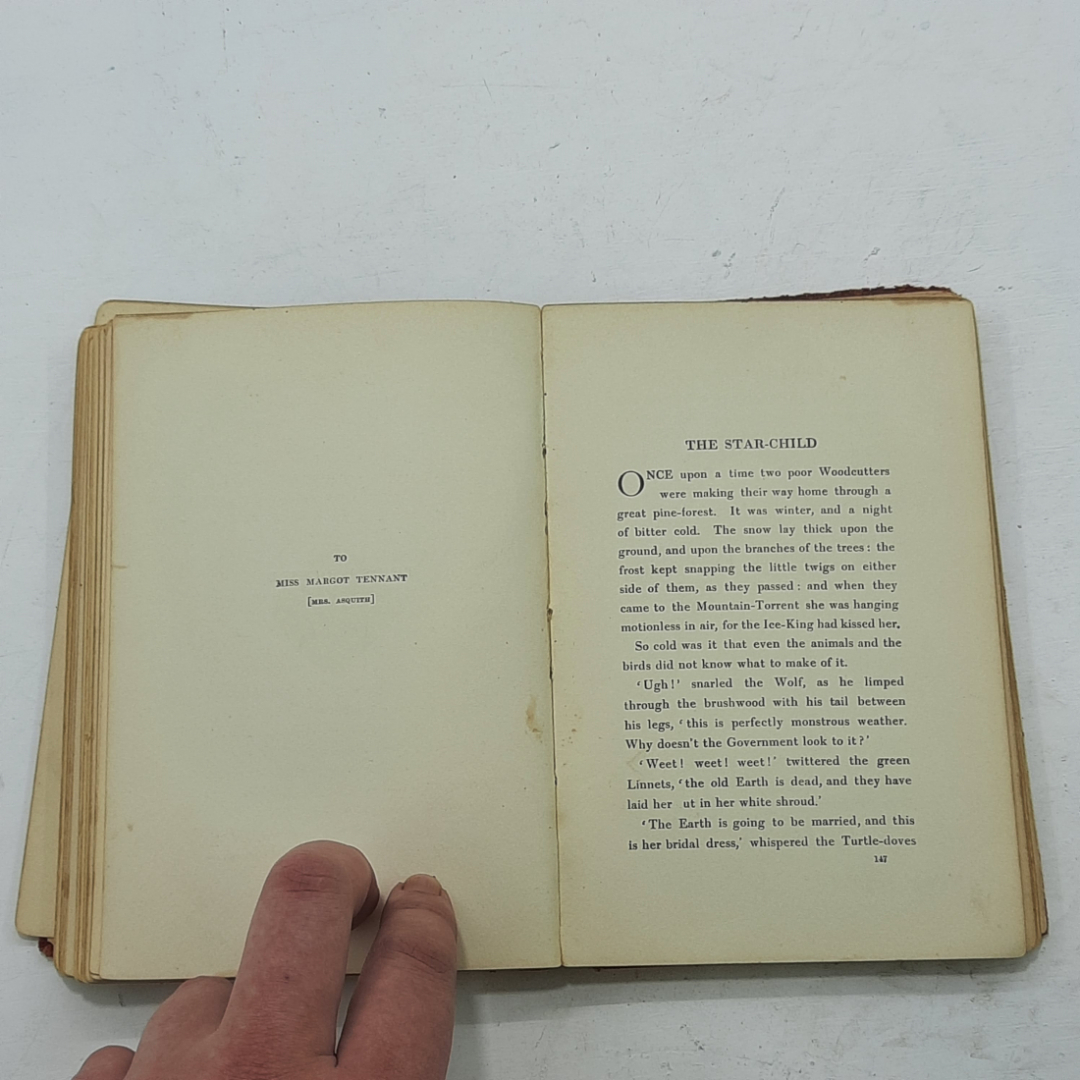 TO
MISS MARGOT TENNANT
[MRS. ASQUITH]
THE STAR-CHILD
ONCE upon a time two poor Woodcutters
were making their way home through a
great pine-forest. It was winter, and a night
of bitter cold. The snow lay thick upon the
ground, and upon the branches of the trees: the
frost kept snapping the little twigs on either
side of them, as they passed: and when they
came to the Mountain-Torrent she was hanging
motionless in air, for the Ice-King had kissed her.
So cold was it that even the animals and the
birds did not know what to make of it.
‘Ugh!’ snarled the Wolf, as he limped
through the brushwood with his tail between
his legs, ‘this is perfectly monstrous weather.
Why doesn't the Government look to it?’
‘Weet! weet! weet!’ twittered the green
Linnets, ‘the old Earth is dead, and they have
laid her ut in her white shroud.’
‘The Earth is going to be married, and this
is her bridal dress,’ whispered the Turtle-doves
147